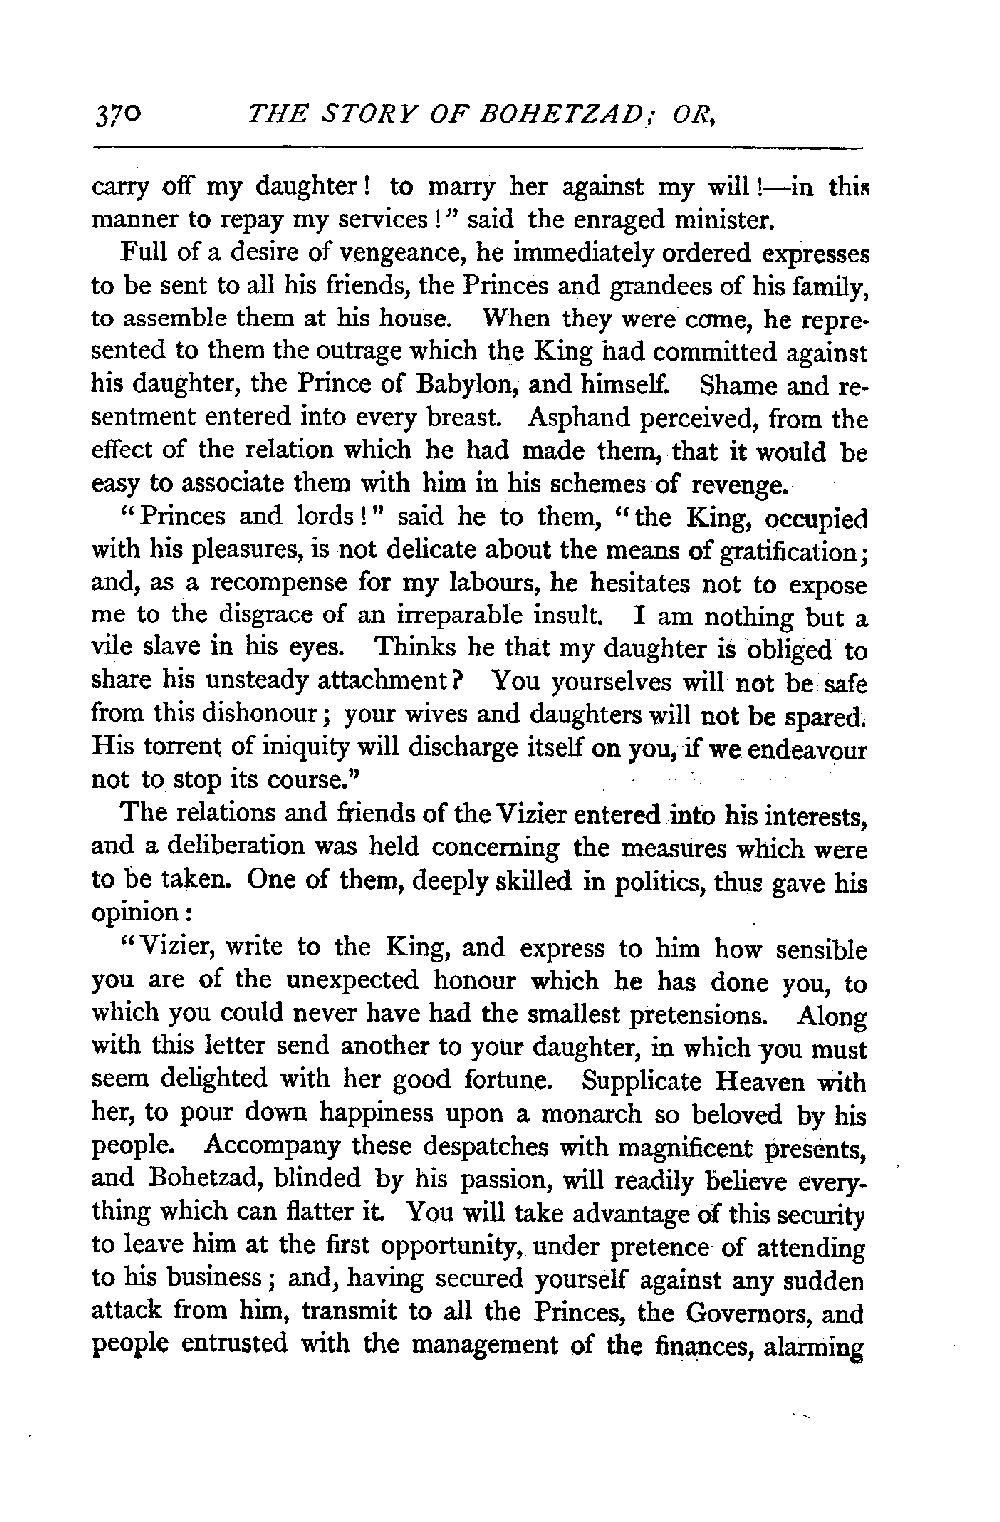 370 THE STORY OF BOHETZAD; OR,
carry off my daughter! to marry her against my will!—in this
manner to repay my services!" said the enraged minister.
Full of a desire of vengeance, he immediately ordered expresses
to be sent to all his friends, the Princes and grandees of his family,
to assemble them at his house. When they were come, he repre-
sented to them the outrage which the King had committed against
his daughter, the Prince of Babylon, and himself. Shame and re-
sentment entered into every breast. Asphand perceived, from the
effect of the relation which he had made them, that it would be
easy to associate them with him in his schemes of revenge.
"Princes and lords!" said he to them, "the King, occupied
with his pleasures, is not delicate about the means of gratification;
and, as a recompense for my labours, he hesitates not to expose
me to the disgrace of an irreparable insult. I am nothing but a
vile slave in his eyes. Thinks he that my daughter is obliged to
share his unsteady attachment? You yourselves will not be safe
from this dishonour; your wives and daughters will not be spared.
His torrent of iniquity will discharge itself on you, if we endeavour
not to stop its course."
The relations and friends of the Vizier entered into his interests,
and a deliberation was held concerning the measures which were
to be taken. One of them, deeply skilled in politics, thus gave his
opinion:
"Vizier, write to the King, and express to him how sensible
you are of the unexpected honour which he has done you, to
which you could never have had the smallest pretensions. Along
with this letter send another to your daughter, in which you must
seem delighted with her good fortune. Supplicate Heaven with
her, to pour down happiness upon a monarch so beloved by his
people. Accompany these despatches with magnificent presents,
and Bohetzad, blinded by his passion, will readily believe every-
thing which can flatter it. You will take advantage of this security
to leave him at the first opportunity, under pretence of attending
to his business; and, having secured yourself against any sudden
attack from him, transmit to all the Princes, the Governors, and
people entrusted with the management of the finances, alarming